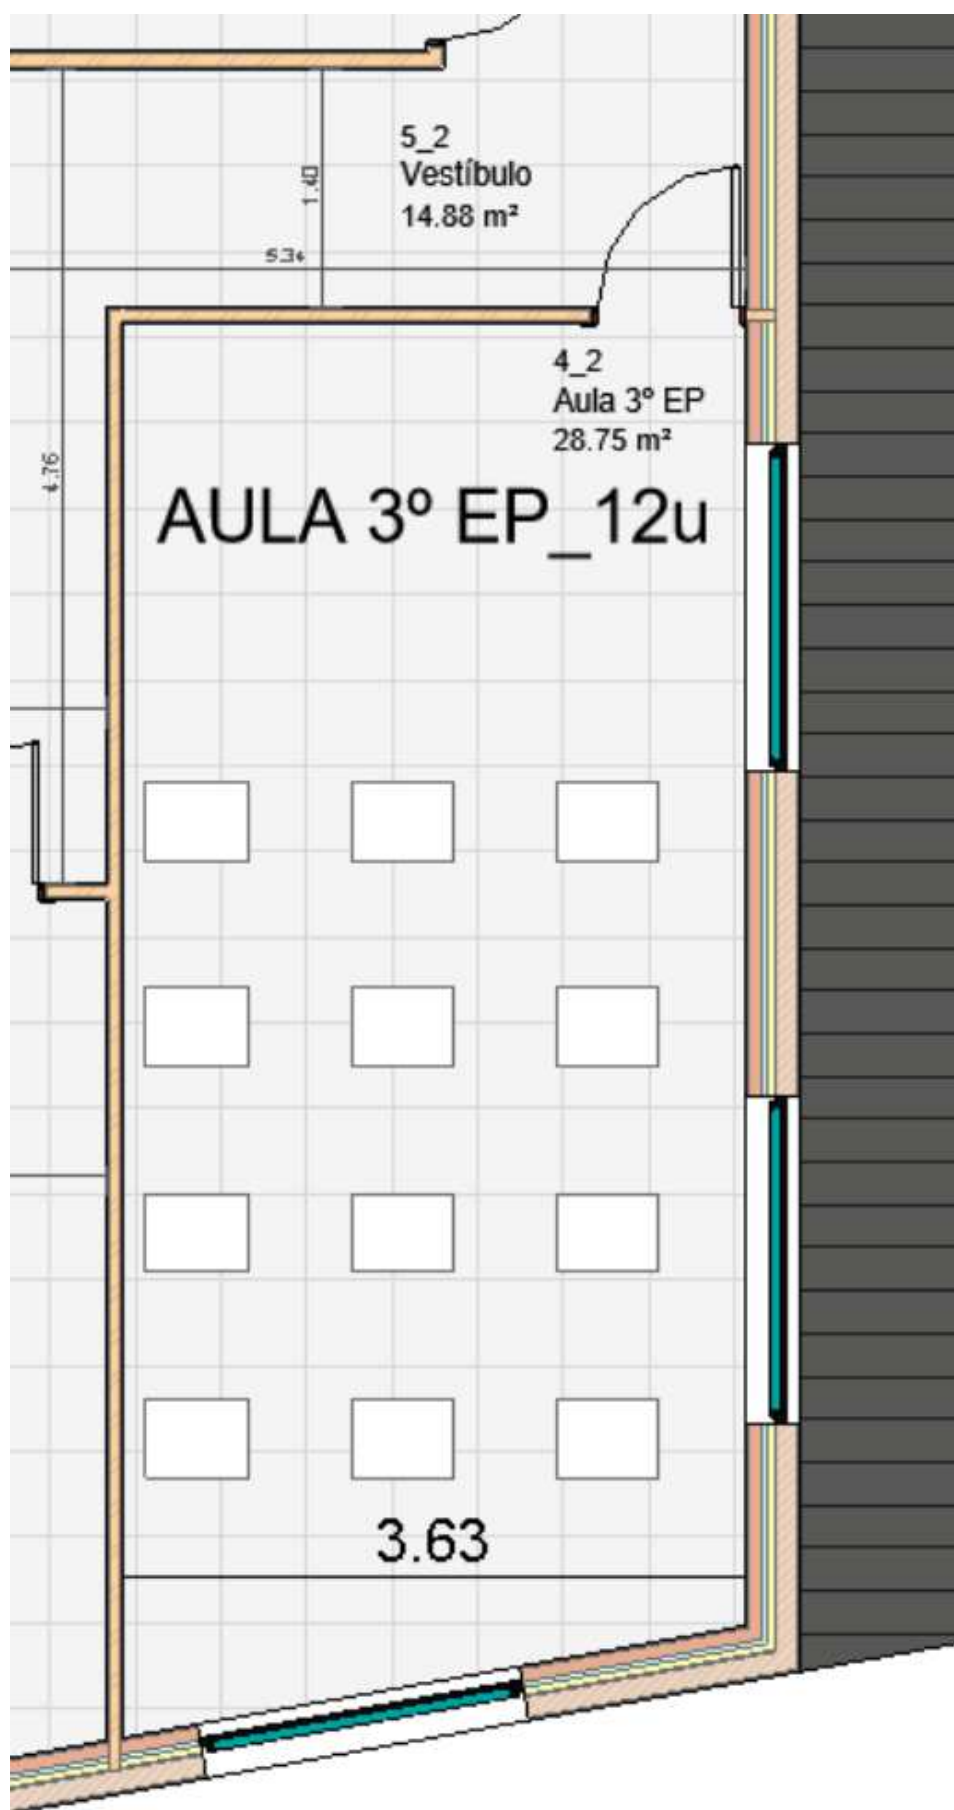 5_2
Vestíbulo
14.88 m²
1.40
5.34
4_2
Aula 3º EP
28.75 m²
4.76
AULA 3º EP_12u
3.63